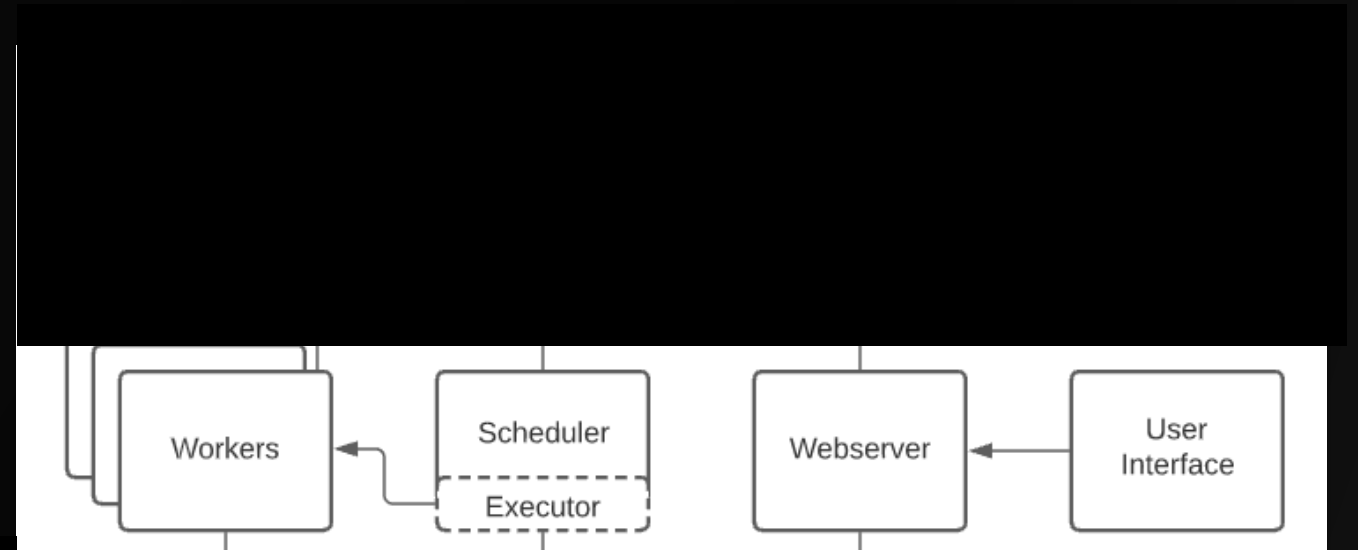 Workers
Scheduler
Executor
Webserver
User
Interface